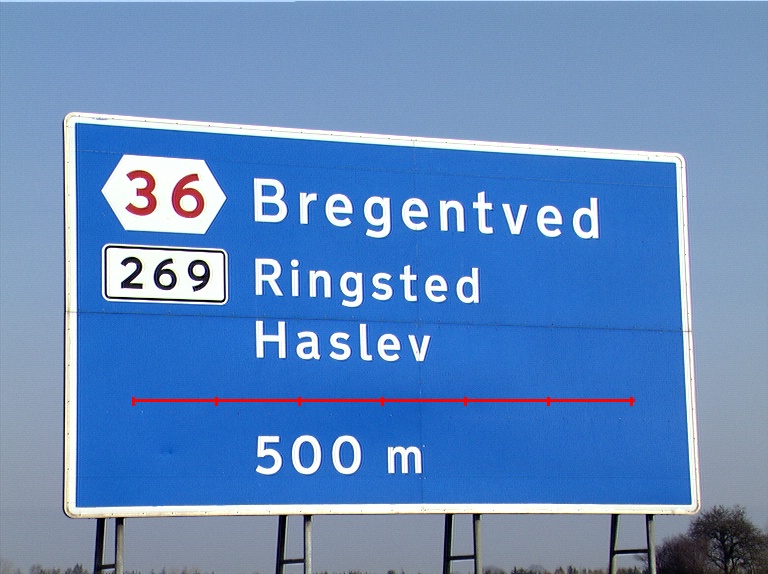 36 Bregentved
269 Ringsted
Haslev
500 m